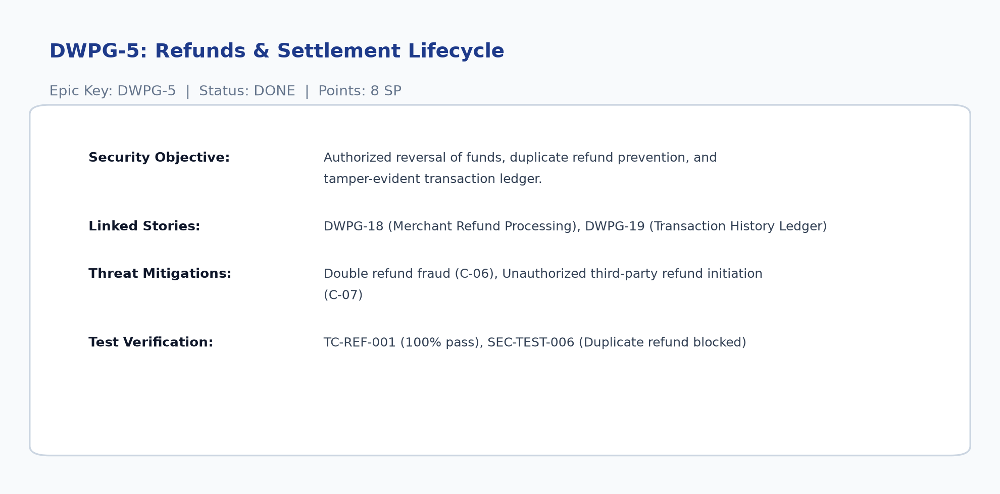 DWPG-5: Refunds & Settlement Lifecycle
Epic Key: DWPG-5 | Status: DONE | Points: 8 SP
Security Objective: Authorized reversal of funds, duplicate refund prevention, and
tamper-evident transaction ledger.
Linked Stories: DWPG-18 (Merchant Refund Processing), DWPG-19 (Transaction History Ledger)
Threat Mitigations: Double refund fraud (C-06), Unauthorized third-party refund initiation
(C-07)
Test Verification: TC-REF-001 (100% pass), SEC-TEST-006 (Duplicate refund blocked)